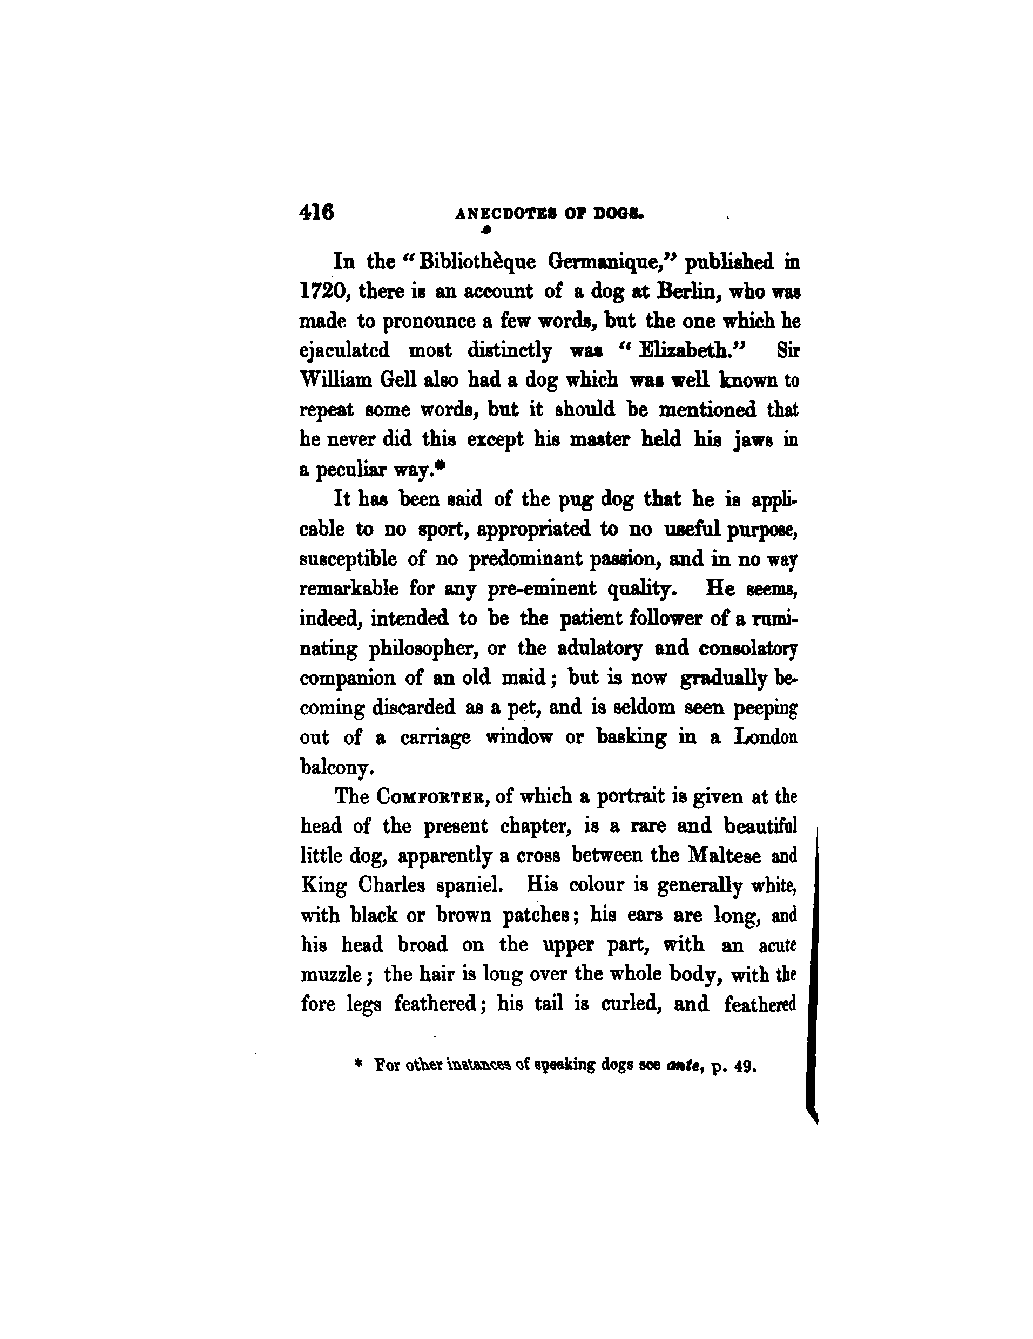 416 ANECDOTES OF DOGS.
In the “Bibliothèque Germanique,” published in
1720, there is an account of a dog at Berlin, who was
made to pronounce a few words, but the one which he
ejaculated most distinctly was “Elizabeth.” Sir
William Gell also had a dog which was well known to
repeat some words, but it should be mentioned that
he never did this except his master held his jaws in
a peculiar way.*
It has been said of the pug dog that he is appli-
cable to no sport, appropriated to no useful purpose,
susceptible of no predominant passion, and in no way
remarkable for any pre-eminent quality. He seems,
indeed, intended to be the patient follower of a rumi-
nating philosopher, or the adulatory and consolatory
companion of an old maid; but is now gradually be-
coming discarded as a pet, and is seldom seen peeping
out of a carriage window or basking in a London
balcony.
The COMFORTER, of which a portrait is given at the
head of the present chapter, is a rare and beautiful
little dog, apparently a cross between the Maltese and
King Charles spaniel. His colour is generally white,
with black or brown patches; his ears are long, and
his head broad on the upper part, with an acute
muzzle; the hair is long over the whole body, with the
fore legs feathered; his tail is curled, and feathered
* For other instances of speaking dogs see ante, p. 49.